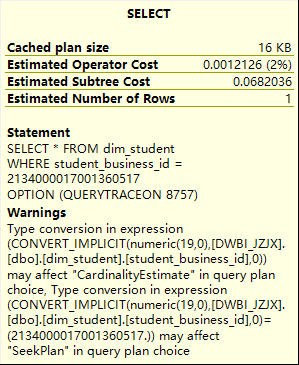 SELECT
Cached plan size 16 KB
Estimated Operator Cost 0.0012126 (2%)
Estimated Subtree Cost 0.0682036
Estimated Number of Rows 1
Statement
SELECT * FROM dim_student
WHERE student_business_id =
2134000017001360517
OPTION (QUERYTRACEON 8757)
Warnings
Type conversion in expression
(CONVERT_IMPLICIT(numeric(19,0),[DWBI_JZJX].
[dbo].[dim_student].[student_business_id],0))
may affect "CardinalityEstimate" in query plan
choice, Type conversion in expression
(CONVERT_IMPLICIT(numeric(19,0),[DWBI_JZJX].
[dbo].[dim_student].[student_business_id],0)=
(2134000017001360517.)) may affect
"SeekPlan" in query plan choice